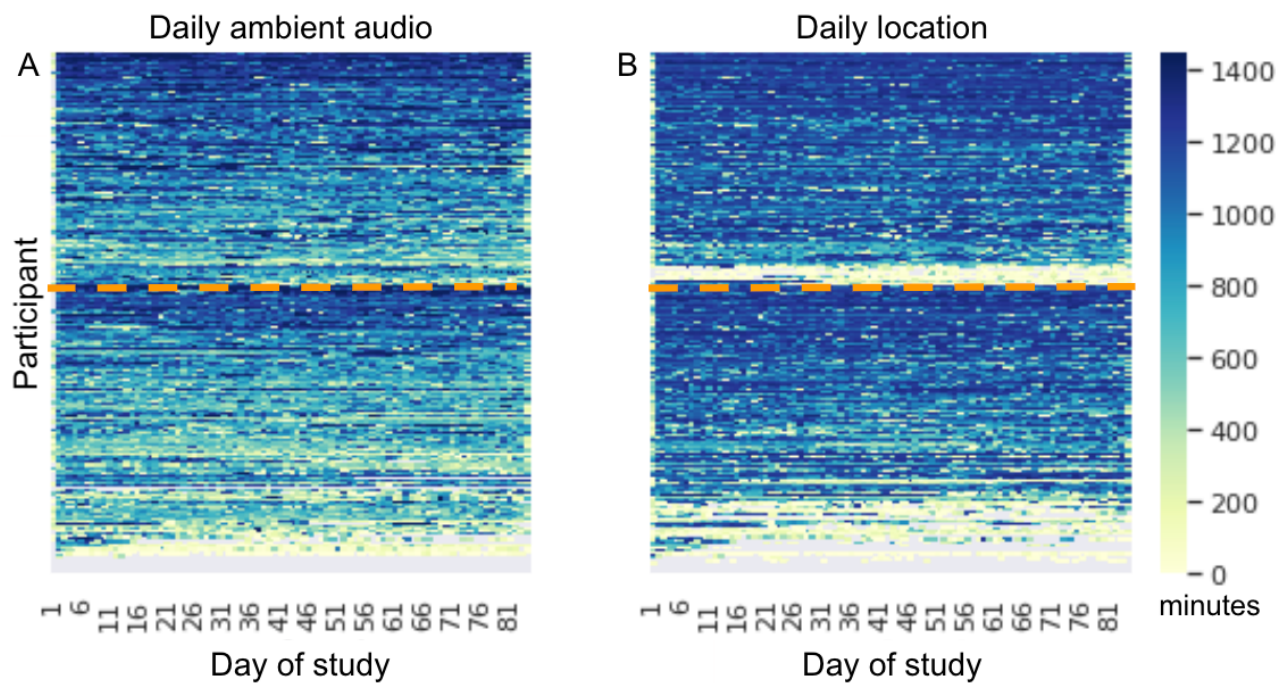 Daily ambient audio
Daily location
A
B
Participant
1400
1200
1000
800
600
400
200
0
minutes
1 6 11 16 21 26 31 36 41 46 51 56 61 66 71 76 81
1 6 11 16 21 26 31 36 41 46 51 56 61 66 71 76 81
Day of study
Day of study